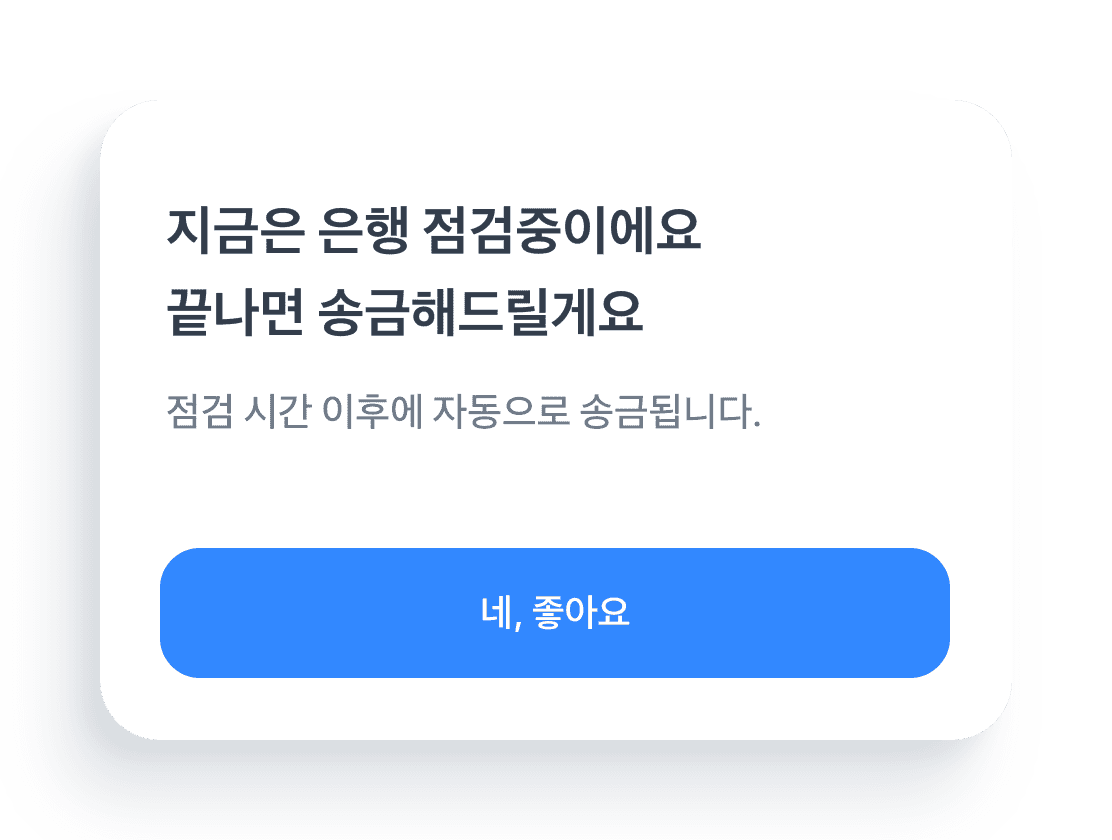 지금은 은행 점검중이에요
끝나면 송금해드릴게요
점검 시간 이후에 자동으로 송금됩니다.
네, 좋아요